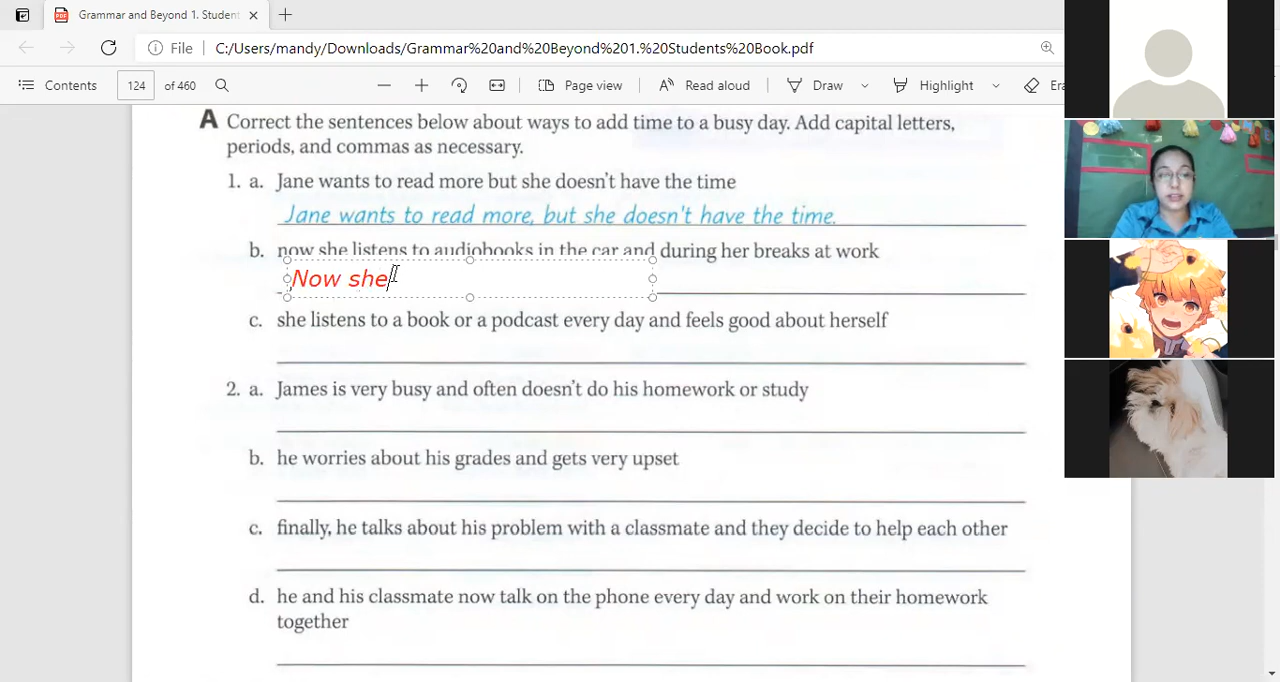 Grammar and Beyond 1. Student
File C:/Users/mandy/Downloads/Grammar%20and%20Beyond%201.%20Students%20Book.pdf
Contents 124 of 460 Page view Read aloud Draw Highlight Era
A Correct the sentences below about ways to add time to a busy day. Add capital letters,
periods, and commas as necessary.
1. a. Jane wants to read more but she doesn't have the time
Jane wants to read more, but she doesn't have the time.
b. now she listens to audiobooks in the car and during her breaks at work
Now she
c. she listens to a book or a podcast every day and feels good about herself
2. a. James is very busy and often doesn't do his homework or study
b. he worries about his grades and gets very upset
c. finally, he talks about his problem with a classmate and they decide to help each other
d. he and his classmate now talk on the phone every day and work on their homework
together